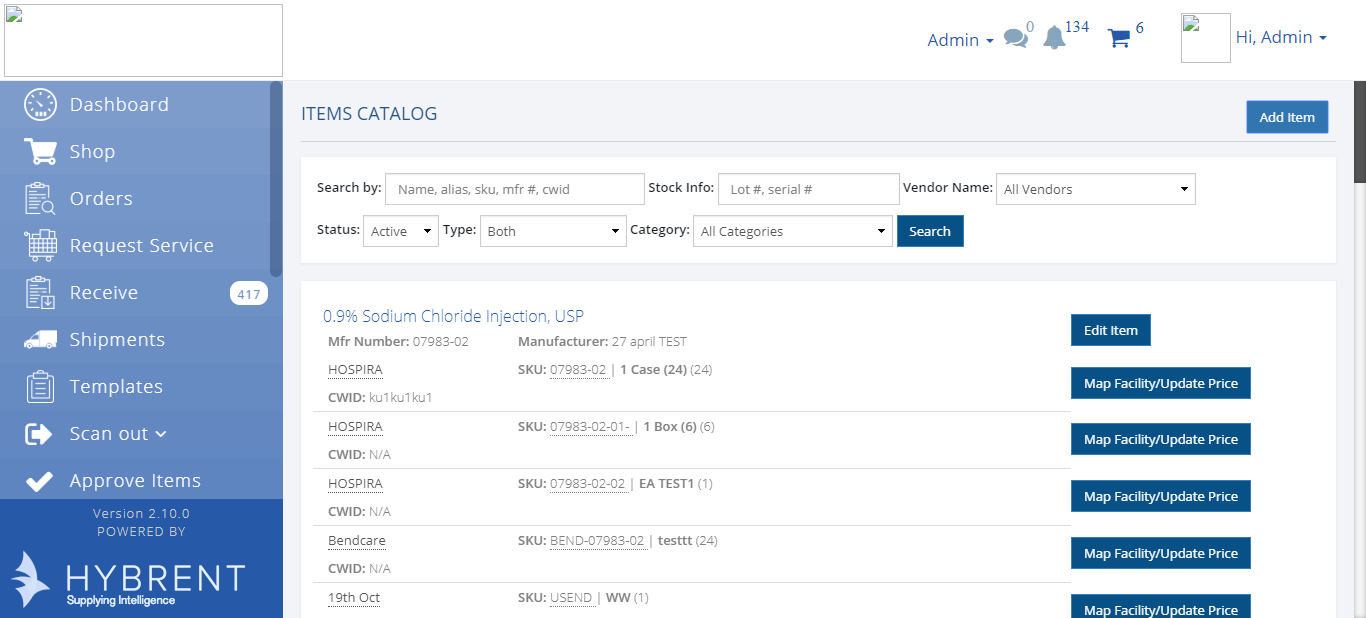 Admin 0 134 6 Hi, Admin
Dashboard
Shop
Orders
Request Service
Receive 417
Shipments
Templates
Scan out
Approve Items
Version 2.10.0
POWERED BY
HYBRENT
Supplying Intelligence
ITEMS CATALOG Add Item
Search by: Name, alias, sku, mfr #, cwid Stock Info: Lot #, serial # Vendor Name: All Vendors
Status: Active Type: Both Category: All Categories Search
0.9% Sodium Chloride Injection, USP
Edit Item
Mfr Number: 07983-02 Manufacturer: 27 april TEST
HOSPIRA SKU: 07983-02 | 1 Case (24) (24)
Map Facility/Update Price
CWID: ku1ku1ku1
HOSPIRA SKU: 07983-02-01- | 1 Box (6) (6)
Map Facility/Update Price
CWID: N/A
HOSPIRA SKU: 07983-02-02 | EA TEST1 (1)
Map Facility/Update Price
CWID: N/A
Bendcare SKU: BEND-07983-02 | testtt (24)
Map Facility/Update Price
CWID: N/A
19th Oct SKU: USEND | WW (1)
Map Facility/Update Price